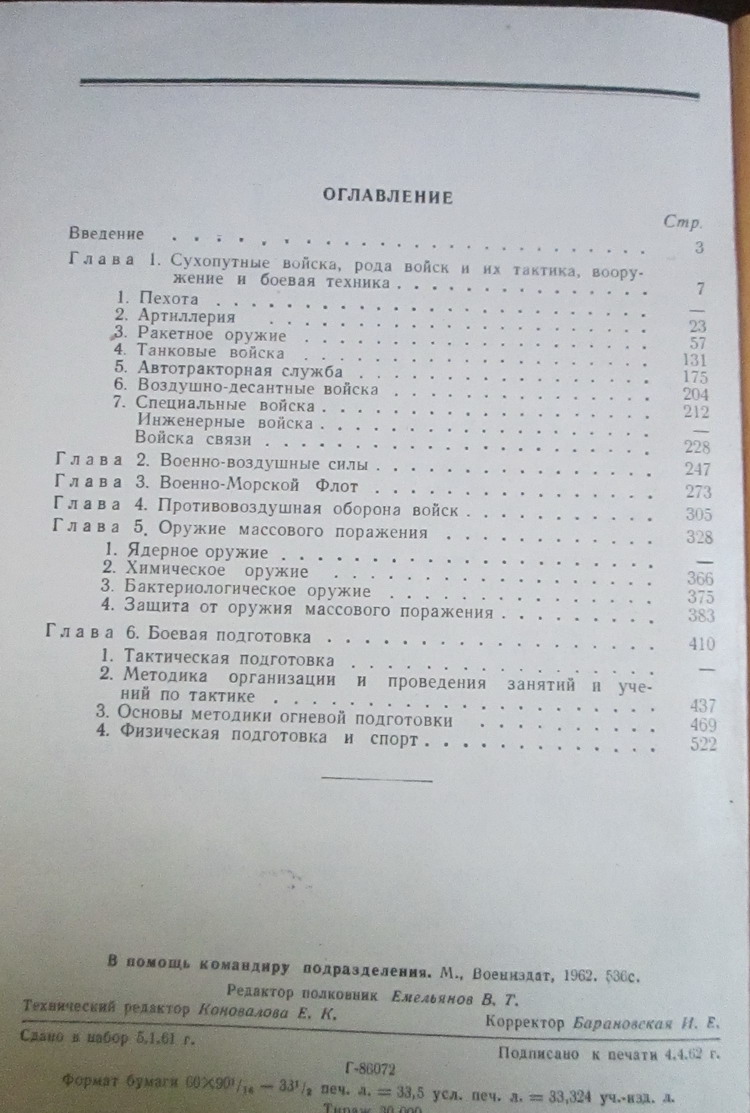 ОГЛАВЛЕНИЕ
Стр.
Введение . . . . . . . . . . . . . . . . . . . . . 3
Глава 1. Сухопутные войска, рода войск и их тактика, воору-
жение и боевая техника . . . . . . . . . . . . 7
1. Пехота . . . . . . . . . . . . . . . . . . . —
2. Артиллерия . . . . . . . . . . . . . . . . . 23
3. Ракетное оружие . . . . . . . . . . . . . . 57
4. Танковые войска . . . . . . . . . . . . . . 131
5. Автотракторная служба . . . . . . . . . . . 175
6. Воздушно-десантные войска . . . . . . . . . 204
7. Специальные войска . . . . . . . . . . . . . 212
Инженерные войска . . . . . . . . . . . . . —
Войска связи . . . . . . . . . . . . . . . . 228
Глава 2. Военно-воздушные силы . . . . . . . . . . . 247
Глава 3. Военно-Морской Флот . . . . . . . . . . . . 273
Глава 4. Противовоздушная оборона войск . . . . . . . 305
Глава 5. Оружие массового поражения . . . . . . . . . 328
1. Ядерное оружие . . . . . . . . . . . . . . . —
2. Химическое оружие . . . . . . . . . . . . . 366
3. Бактериологическое оружие . . . . . . . . . 375
4. Защита от оружия массового поражения . . . . . 383
Глава 6. Боевая подготовка . . . . . . . . . . . . . 410
1. Тактическая подготовка . . . . . . . . . . . —
2. Методика организации и проведения занятий и уче-
ний по тактике . . . . . . . . . . . . . . . 437
3. Основы методики огневой подготовки . . . . . . 469
4. Физическая подготовка и спорт . . . . . . . . 522
В помощь командиру подразделения. М., Воениздат, 1962. 536с.
Редактор полковник Емельянов В. Т.
Технический редактор Коновалова Е. К. Корректор Барановская И. Е.
Сдано в набор 5.1.61 г. Подписано к печати 4.4.62 г.
Г-86072
Формат бумаги 60×90¹/₁₆ — 33¹/₂ печ. л. = 33,5 усл. печ. л. = 33,324 уч.-изд. л.
Тираж 30 000